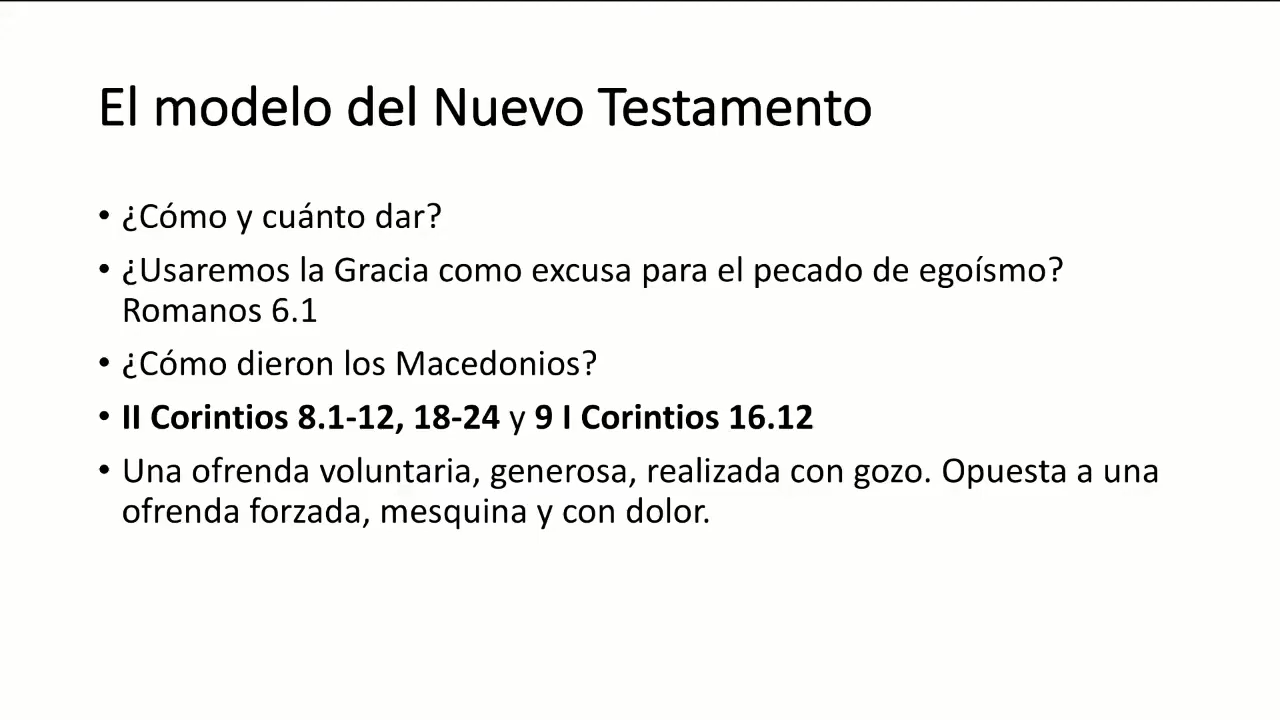 El modelo del Nuevo Testamento
• ¿Cómo y cuánto dar?
• ¿Usaremos la Gracia como excusa para el pecado de egoísmo?
Romanos 6.1
• ¿Cómo dieron los Macedonios?
• II Corintios 8.1-12, 18-24 y 9 I Corintios 16.12
• Una ofrenda voluntaria, generosa, realizada con gozo. Opuesta a una
ofrenda forzada, mesquina y con dolor.